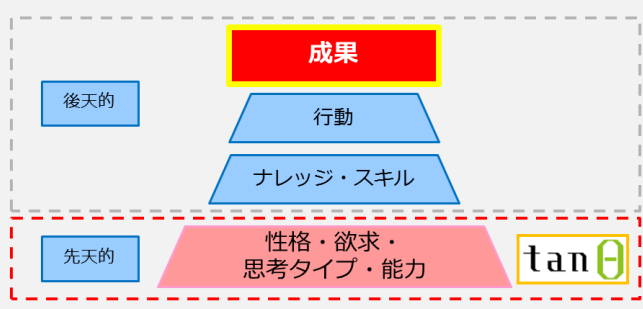 成果
後天的
行動
ナレッジ・スキル
先天的
性格・欲求・
思考タイプ・能力
tanθ